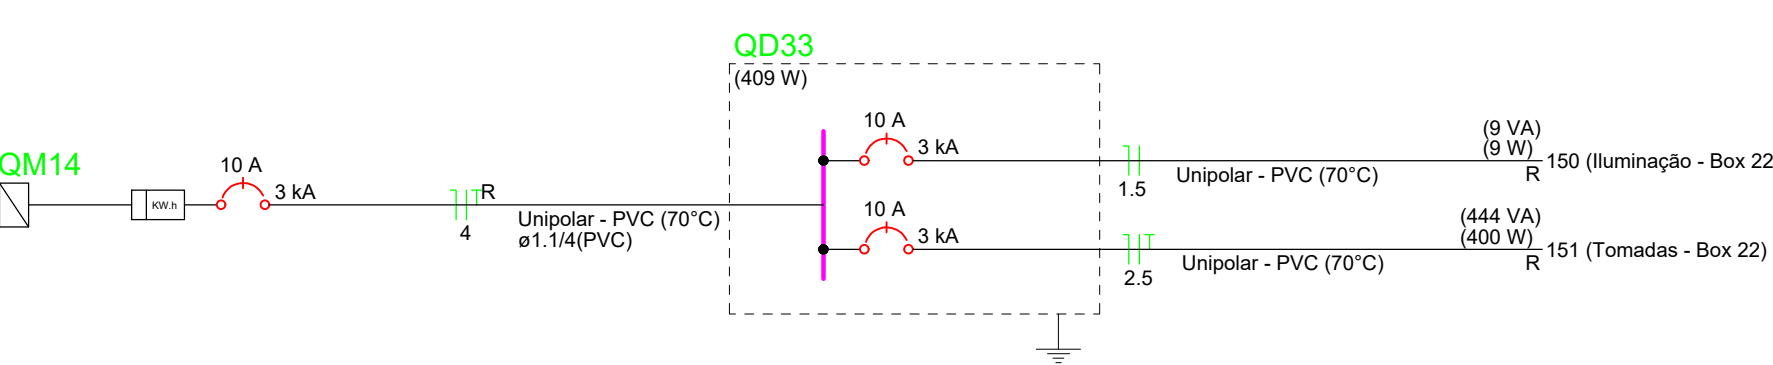 QD33
(409 W)
QM14
KW.h
10 A
3 kA
R
4
Unipolar - PVC (70°C)
ø1.1/4(PVC)
10 A
3 kA
1.5
Unipolar - PVC (70°C)
(9 VA)
(9 W)
R
150 (Iluminação - Box 22
10 A
3 kA
2.5
Unipolar - PVC (70°C)
(444 VA)
(400 W)
R
151 (Tomadas - Box 22)